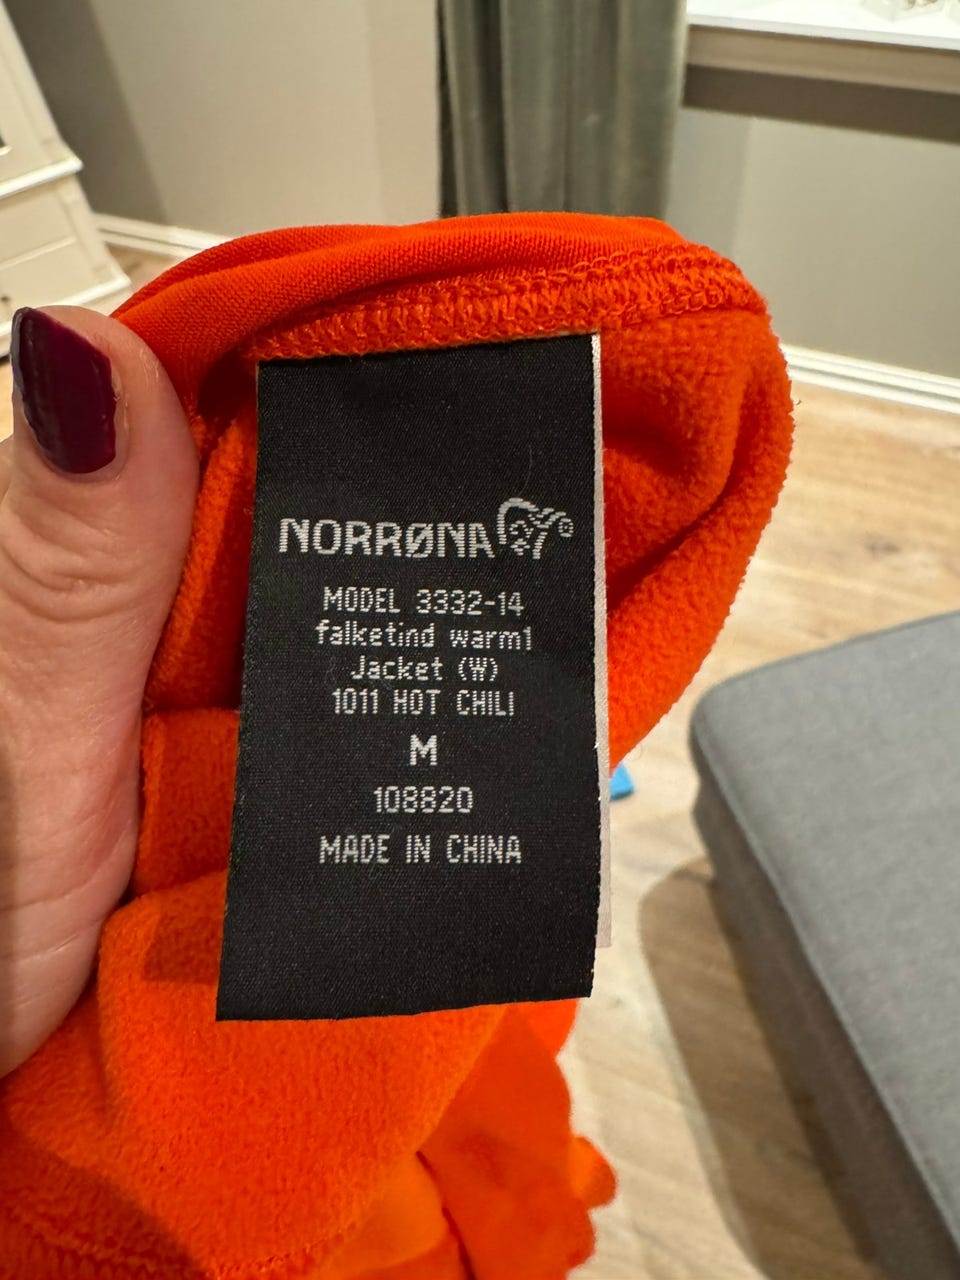 NORRØNA
MODEL 3332-14
falketind warm1
Jacket (W)
1011 HOT CHILI
M
108820
MADE IN CHINA